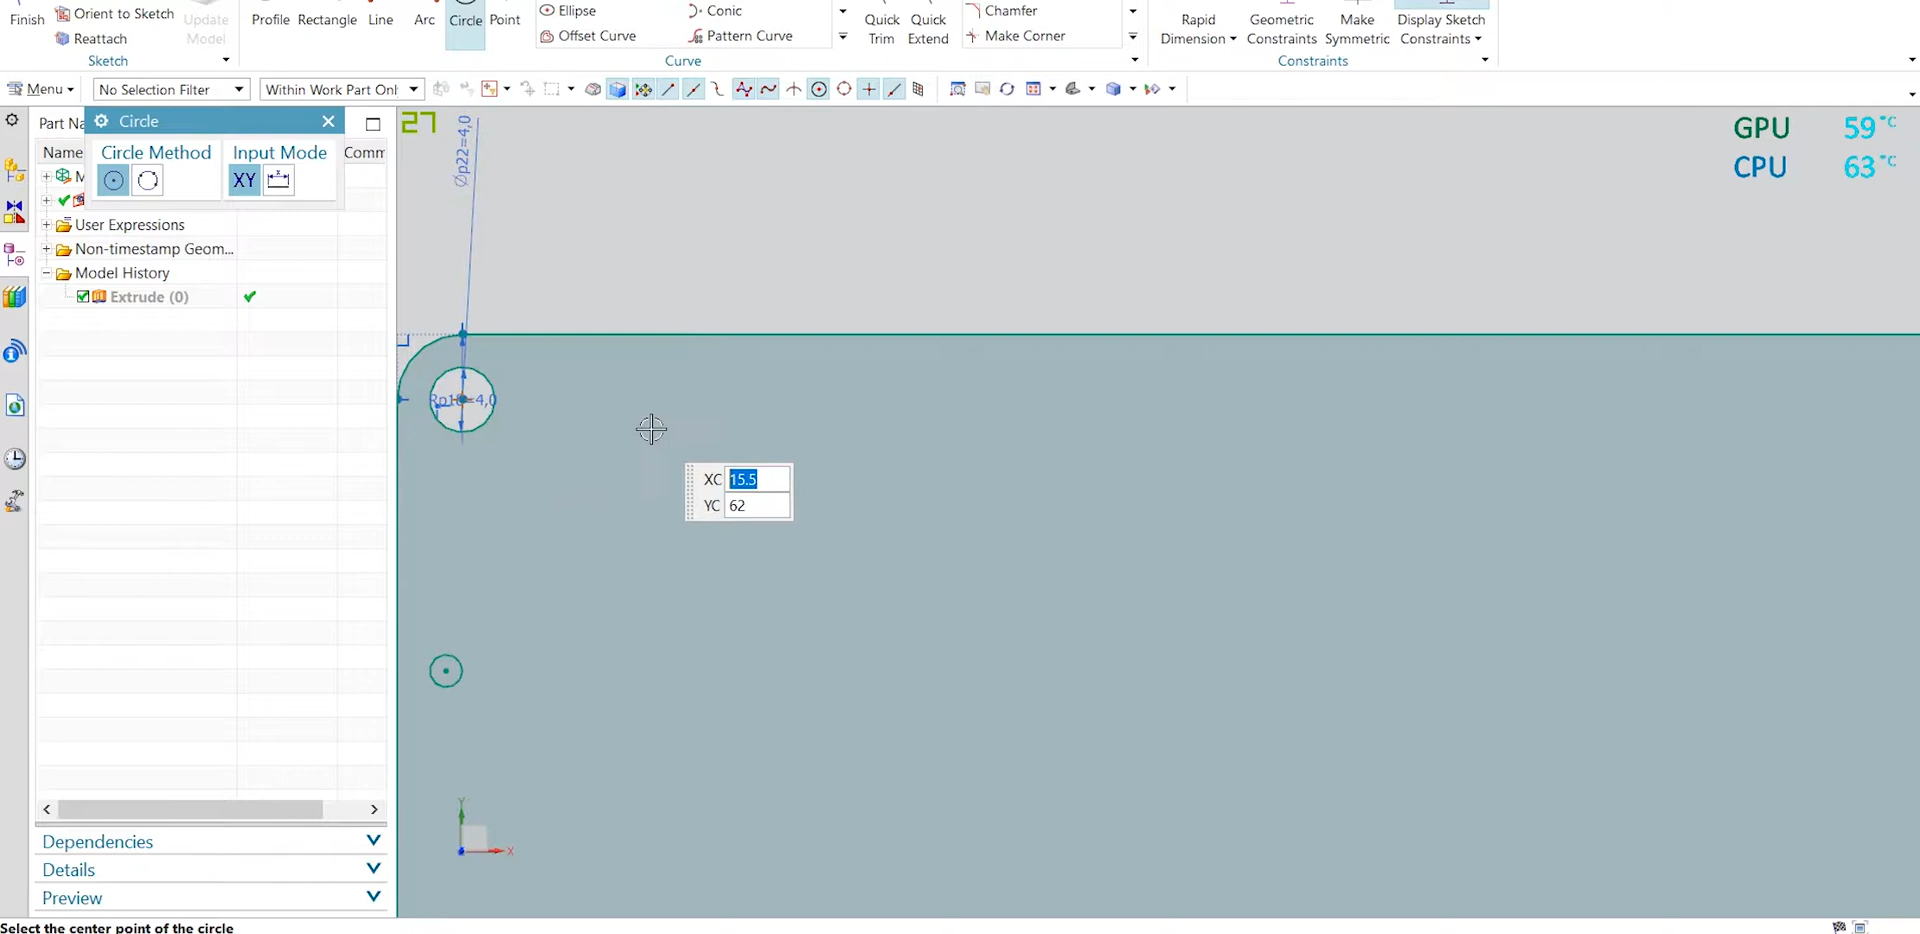 Finish
Orient to Sketch
Reattach
Update
Model
Sketch
Profile
Rectangle
Line
Arc
Circle
Point
Ellipse
Offset Curve
Conic
Pattern Curve
Curve
Quick
Trim
Quick
Extend
Chamfer
Make Corner
Rapid
Dimension
Geometric
Constraints
Make
Symmetric
Display Sketch
Constraints
Constraints
Menu
No Selection Filter
Within Work Part Onl
Part Na
Circle
Name
Comm
Circle Method
Input Mode
XY
M
User Expressions
Non-timestamp Geom...
Model History
Extrude (0)
27
Øp22=4,0
GPU 59°C
CPU 63°C
XC 15.5
YC 62
Y
X
Dependencies
Details
Preview
Select the center point of the circle